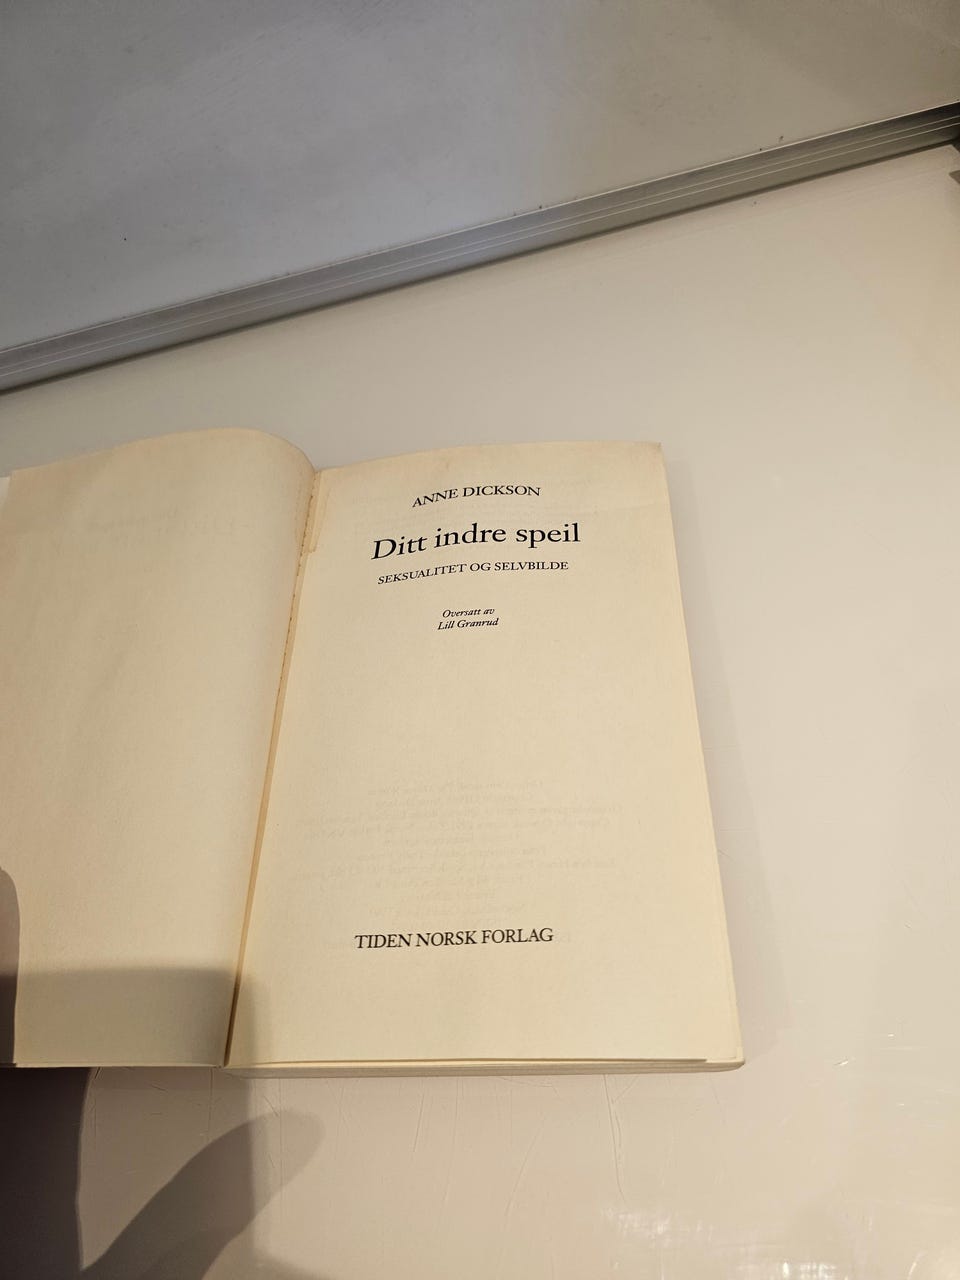 ANNE DICKSON
Ditt indre speil
SEKSUALITET OG SELVBILDE
Oversatt av
Lill Granrud
TIDEN NORSK FORLAG